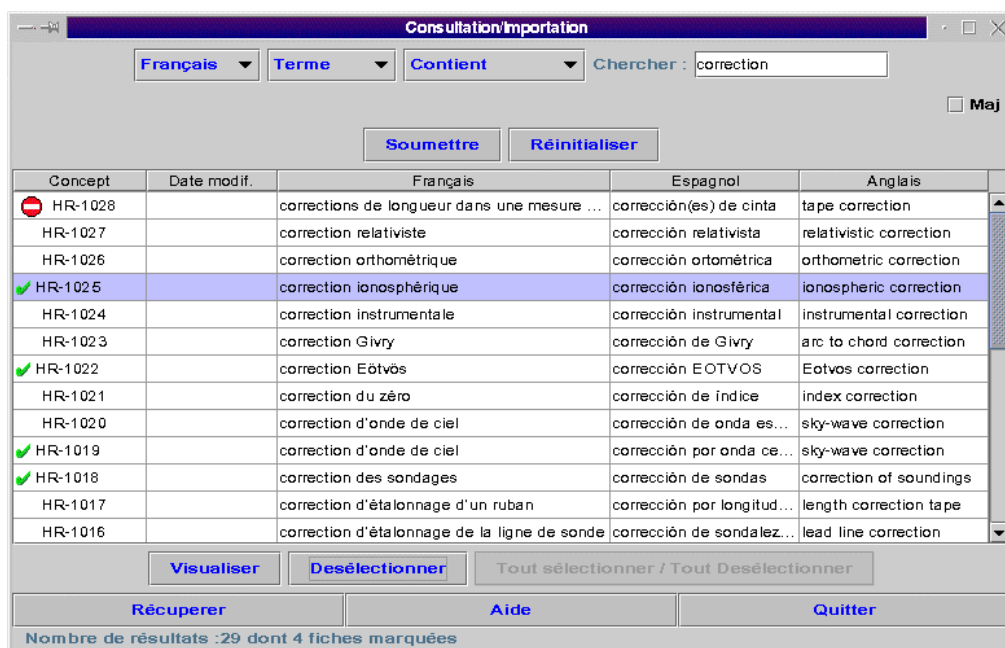 Consultation/Importation
Français Terme Contient Chercher : correction
Maj
Soumettre Réinitialiser
Concept Date modif. Français Espagnol Anglais
HR-1028 corrections de longueur dans une mesure ... corrección(es) de cinta tape correction
HR-1027 correction relativiste corrección relativista relativistic correction
HR-1026 correction orthométrique corrección ortométrica orthometric correction
HR-1025 correction ionosphérique corrección ionosférica ionospheric correction
HR-1024 correction instrumentale corrección instrumental instrumental correction
HR-1023 correction Givry corrección de Givry arc to chord correction
HR-1022 correction Eötvös corrección EOTVOS Eotvos correction
HR-1021 correction du zéro corrección de índice index correction
HR-1020 correction d'onde de ciel corrección de onda es... sky-wave correction
HR-1019 correction d'onde de ciel corrección por onda ce... sky-wave correction
HR-1018 correction des sondages corrección de sondas correction of soundings
HR-1017 correction d'étalonnage d'un ruban corrección por longitud... length correction tape
HR-1016 correction d'étalonnage de la ligne de sonde corrección de sondalez... lead line correction
Visualiser Desélectionner Tout sélectionner / Tout Desélectionner
Récuperer Aide Quitter
Nombre de résultats :29 dont 4 fiches marquées